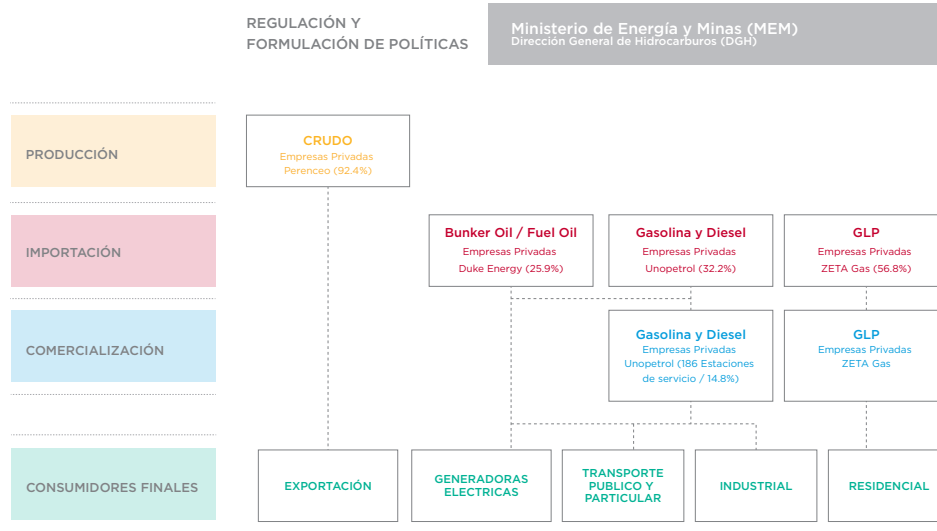 REGULACIÓN Y
FORMULACIÓN DE POLÍTICAS
Ministerio de Energía y Minas (MEM)
Dirección General de Hidrocarburos (DGH)
PRODUCCIÓN
CRUDO
Empresas Privadas
Perenceo (92.4%)
IMPORTACIÓN
Bunker Oil / Fuel Oil
Empresas Privadas
Duke Energy (25.9%)
Gasolina y Diesel
Empresas Privadas
Unopetrol (32.2%)
GLP
Empresas Privadas
ZETA Gas (56.8%)
COMERCIALIZACIÓN
Gasolina y Diesel
Empresas Privadas
Unopetrol (186 Estaciones
de servicio / 14.8%)
GLP
Empresas Privadas
ZETA Gas
CONSUMIDORES FINALES
EXPORTACIÓN
GENERADORAS
ELECTRICAS
TRANSPORTE
PUBLICO Y
PARTICULAR
INDUSTRIAL
RESIDENCIAL